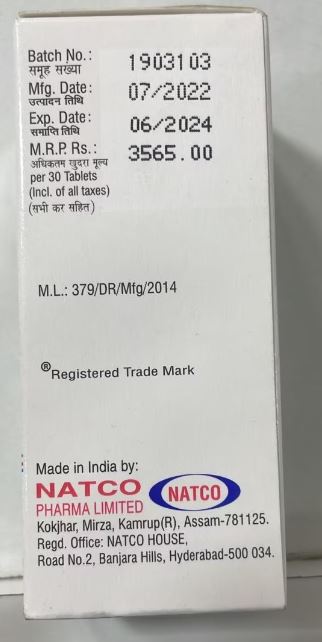 Batch No.: 1903103
समूह संख्या
Mfg. Date: 07/2022
उत्पादन तिथि
Exp. Date: 06/2024
समाप्ति तिथि
M.R.P. Rs.: 3565.00
अधिकतम खुदरा मूल्य
per 30 Tablets
(Incl. of all taxes)
(सभी कर सहित)
M.L.: 379/DR/Mfg/2014
®Registered Trade Mark
Made in India by:
NATCO NATCO
PHARMA LIMITED
Kokjhar, Mirza, Kamrup(R), Assam-781125.
Regd. Office: NATCO HOUSE,
Road No.2, Banjara Hills, Hyderabad-500 034.